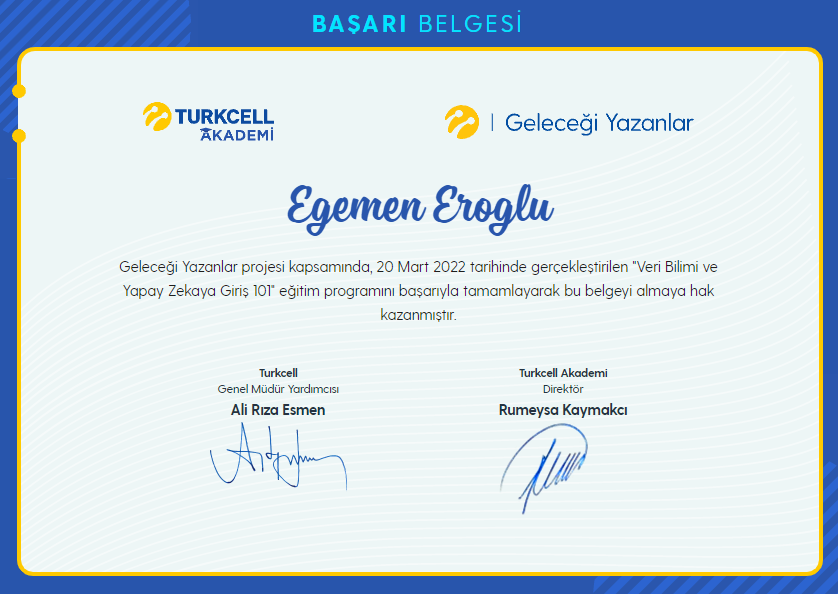 BAŞARI BELGESİ
TURKCELL
AKADEMİ
Geleceği Yazanlar
Egemen Eroglu
Geleceği Yazanlar projesi kapsamında, 20 Mart 2022 tarihinde gerçekleştirilen "Veri Bilimi ve
Yapay Zekaya Giriş 101" eğitim programını başarıyla tamamlayarak bu belgeyi almaya hak
kazanmıştır.
Turkcell
Genel Müdür Yardımcısı
Ali Rıza Esmen
Turkcell Akademi
Direktör
Rumeysa Kaymakcı